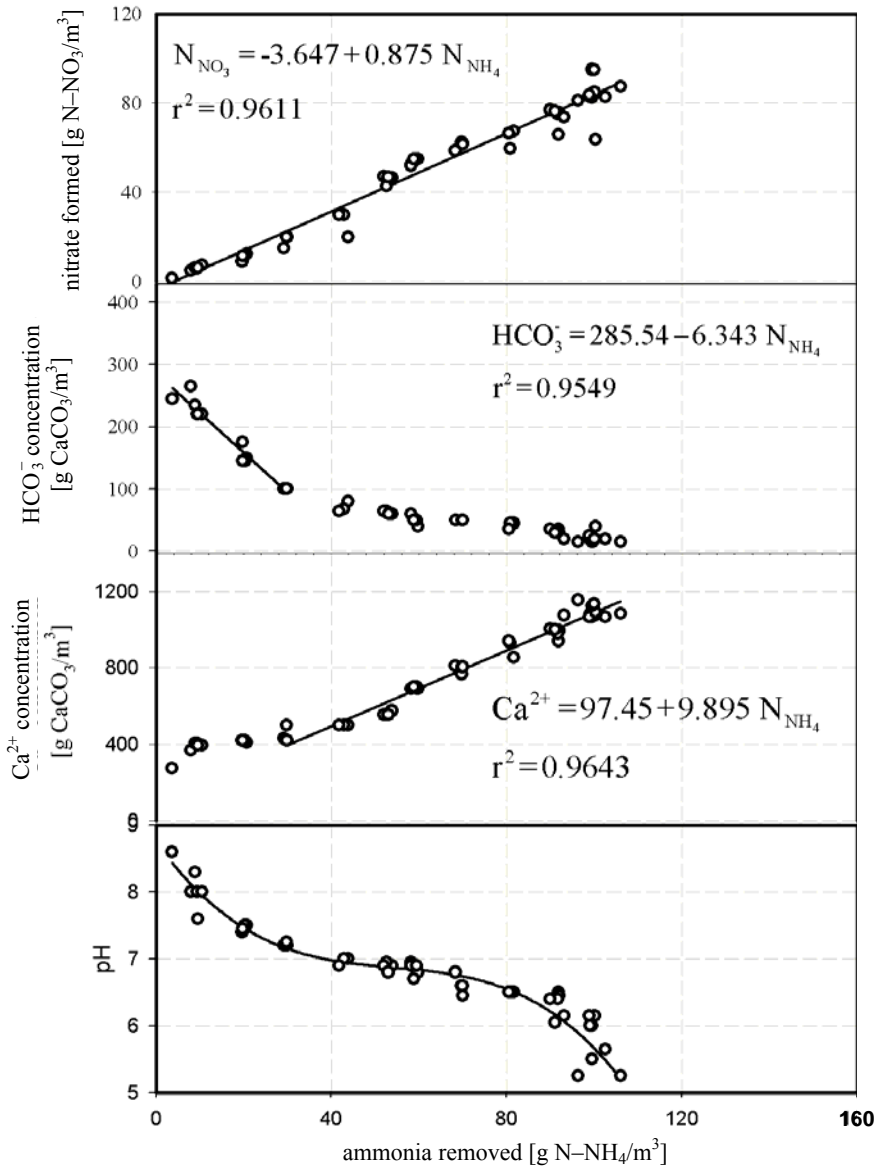 120
80
40
0
nitrate formed [g N–NO₃/m³]
N_NO₃ = -3.647+0.875 N_NH₄
r² = 0.9611
400
300
200
100
0
HCO₃⁻ concentration
[g CaCO₃/m³]
HCO₃⁻ = 285.54 – 6.343 N_NH₄
r² = 0.9549
1200
800
400
0
Ca²⁺ concentration
[g CaCO₃/m³]
Ca²⁺ = 97.45 + 9.895 N_NH₄
r² = 0.9643
9
8
7
6
5
pH
0 40 80 120 160
ammonia removed [g N–NH₄/m³]